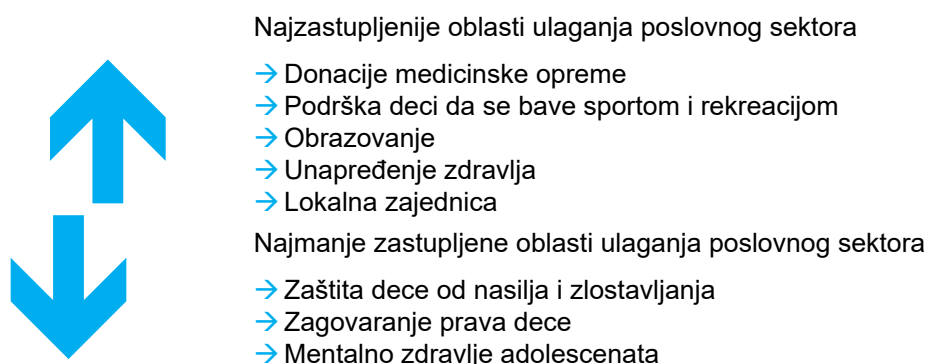 Najzastupljenije oblasti ulaganja poslovnog sektora
→ Donacije medicinske opreme
→ Podrška deci da se bave sportom i rekreacijom
→ Obrazovanje
→ Unapređenje zdravlja
→ Lokalna zajednica
Najmanje zastupljene oblasti ulaganja poslovnog sektora
→ Zaštita dece od nasilja i zlostavljanja
→ Zagovaranje prava dece
→ Mentalno zdravlje adolescenata